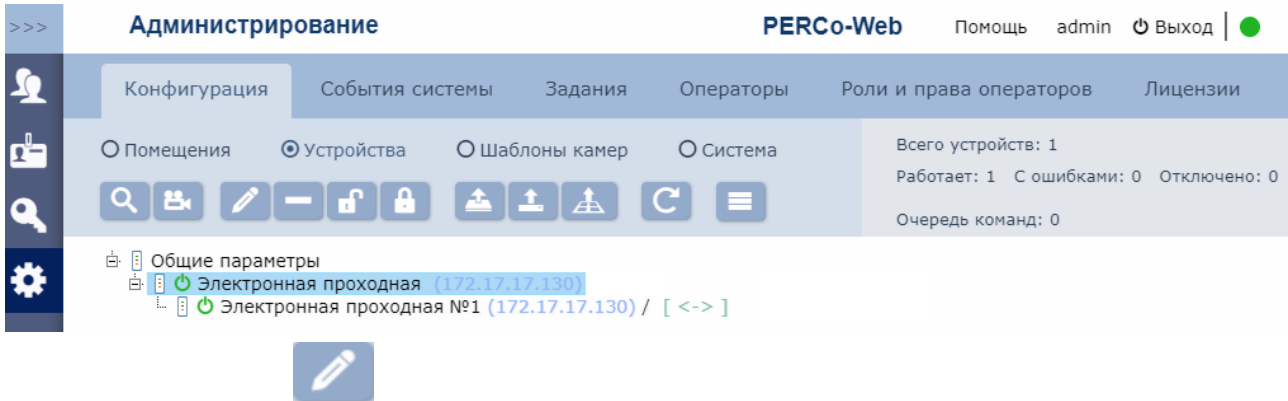 >>> Администрирование PERCo-Web Помощь admin Выход
Конфигурация События системы Задания Операторы Роли и права операторов Лицензии
Помещения Устройства Шаблоны камер Система
Всего устройств: 1
Работает: 1 С ошибками: 0 Отключено: 0
Очередь команд: 0
Общие параметры
Электронная проходная (172.17.17.130)
Электронная проходная №1 (172.17.17.130) / [ <-> ]